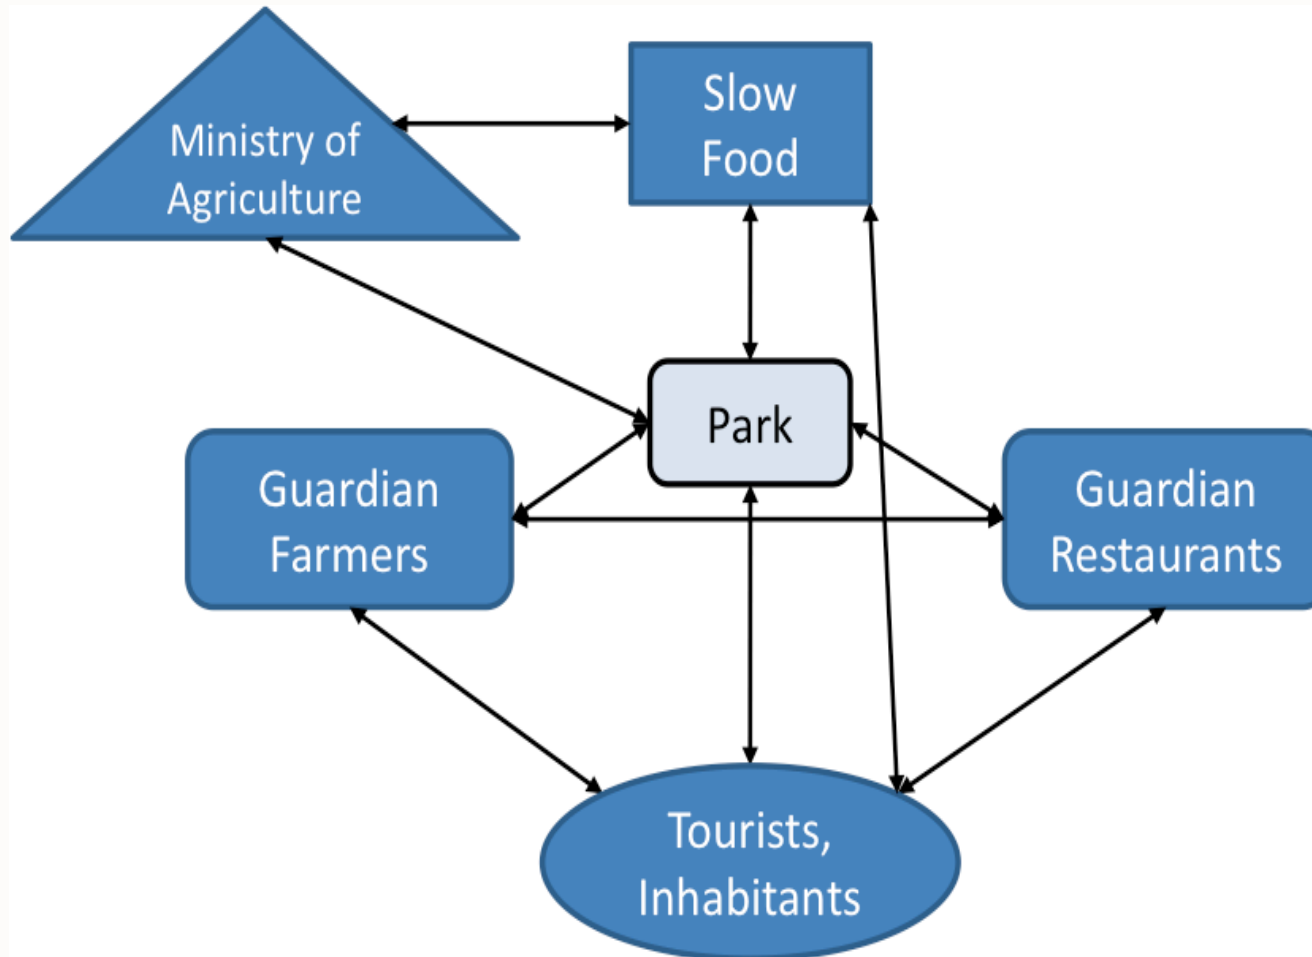 Slow
Food
Ministry of
Agriculture
Park
Guardian
Farmers
Guardian
Restaurants
Tourists,
Inhabitants